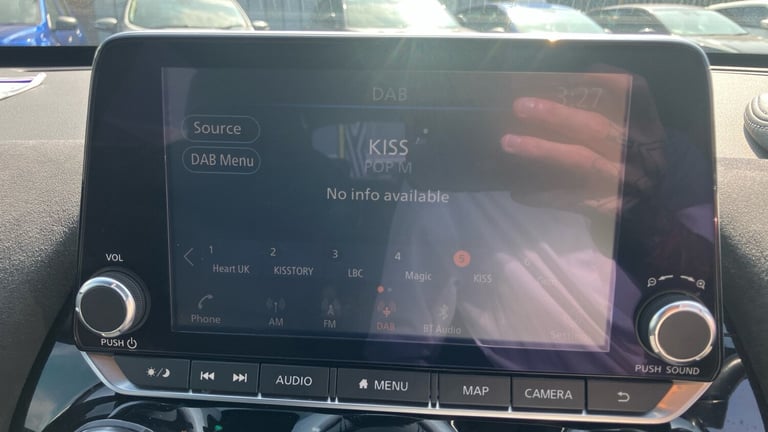 DAB
3:27
Source
KISS
DAB Menu
POP M
No info available
1 2 3 4 5 6
Heart UK KISSTORY LBC Magic KISS
Phone AM FM DAB BT Audio
VOL
PUSH
PUSH SOUND
AUDIO MENU MAP CAMERA